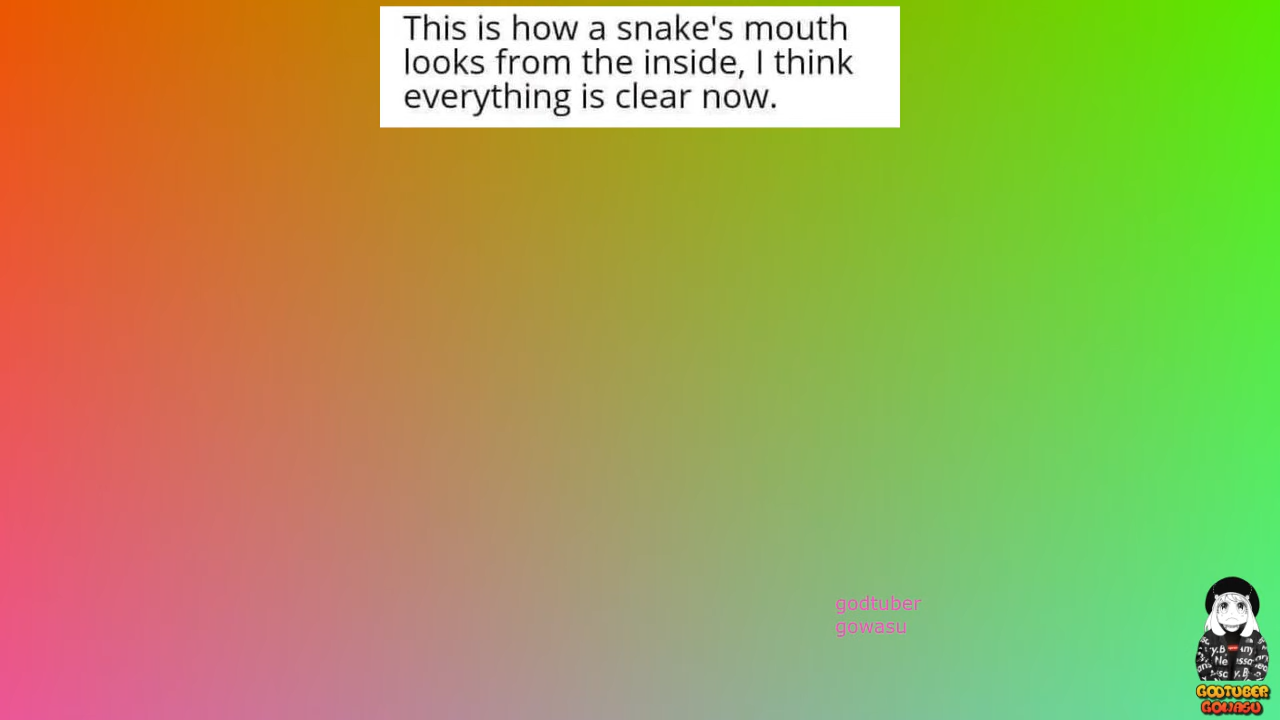 This is how a snake's mouth
looks from the inside, I think
everything is clear now.
godtuber
gowasu
GODTUBER
GOWASU